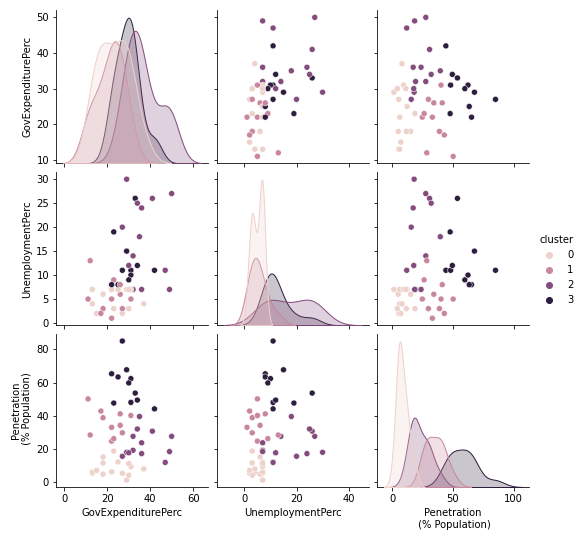 GovExpenditurePerc
50
40
30
20
10
UnemploymentPerc
30
25
20
15
10
5
0
Penetration
(% Population)
80
60
40
20
0
0 20 40 60
GovExpenditurePerc
0 20 40
UnemploymentPerc
0 50 100
Penetration
(% Population)
cluster
0
1
2
3